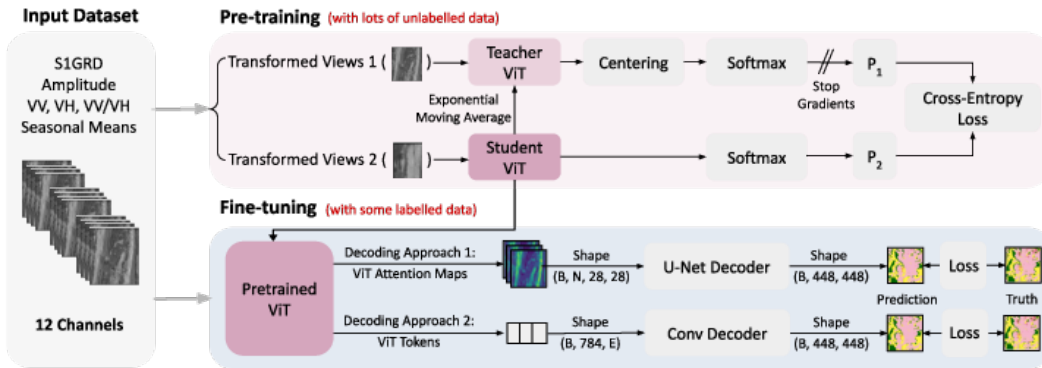 Input Dataset
S1GRD
Amplitude
VV, VH, VV/VH
Seasonal Means
12 Channels
Pre-training (with lots of unlabelled data)
Transformed Views 1 (
)
Teacher
ViT
Centering
Softmax
Stop
Gradients
P1
Cross-Entropy
Loss
Exponential
Moving Average
Transformed Views 2 (
)
Student
ViT
Softmax
P2
Fine-tuning (with some labelled data)
Pretrained
ViT
Decoding Approach 1:
ViT Attention Maps
Shape
(B, N, 28, 28)
U-Net Decoder
Shape
(B, 448, 448)
Loss
Prediction
Truth
Decoding Approach 2:
ViT Tokens
Shape
(B, 784, E)
Conv Decoder
Shape
(B, 448, 448)
Loss